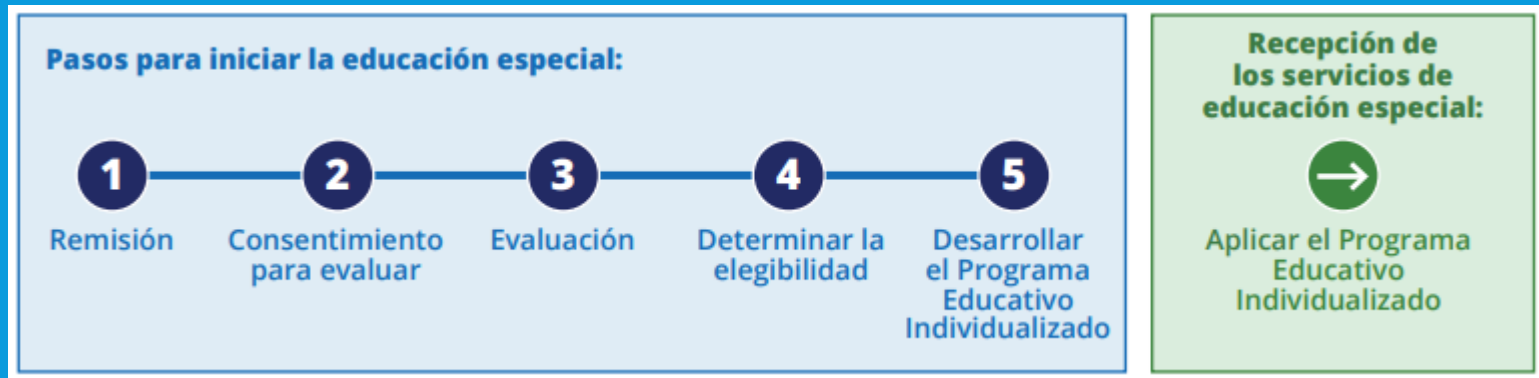 Pasos para iniciar la educación especial:
1
2
3
4
5
Remisión
Consentimiento
para evaluar
Evaluación
Determinar la
elegibilidad
Desarrollar
el Programa
Educativo
Individualizado
Recepción de
los servicios de
educación especial:
Aplicar el Programa
Educativo
Individualizado